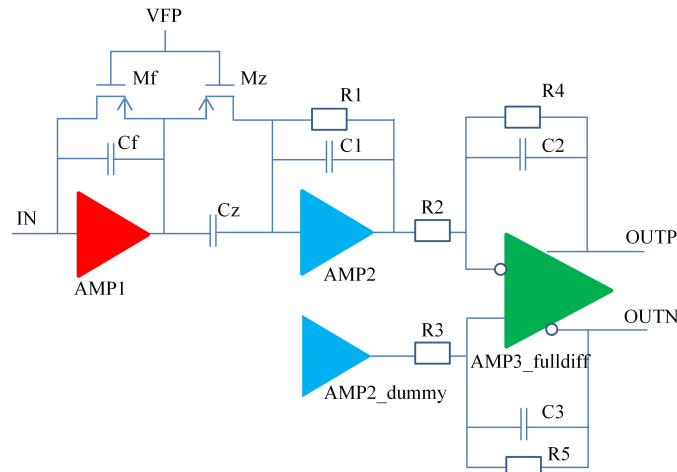 VFP
Mf
Mz
R1
R4
Cf
C1
C2
IN
Cz
R2
OUTP
AMP1
AMP2
OUTN
R3
AMP3_fulldiff
AMP2_dummy
C3
R5